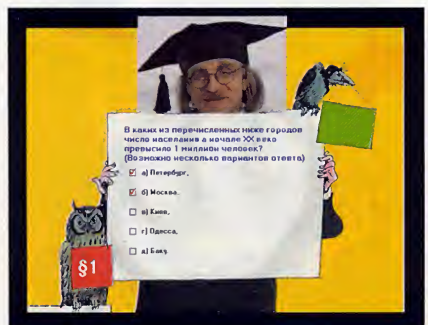 В каких из перечисленных ниже городов
число населения в начале XX века
превысило 1 миллион человек?
(Возможно несколько вариантов ответа)
а) Петербург,
б) Москва,
в) Киев,
г) Одесса,
д) Баку.
§1